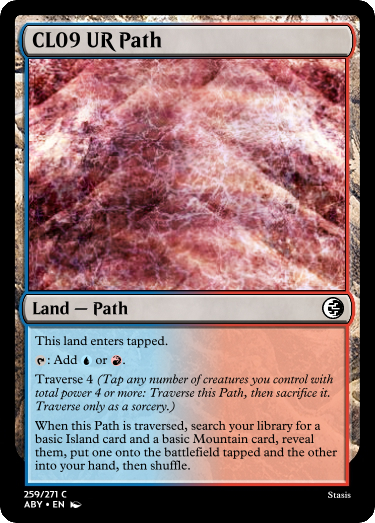 CL09 UR Path
Land — Path
This land enters tapped.
: Add or .
Traverse 4 (Tap any number of creatures you control with
total power 4 or more: Traverse this Path, then sacrifice it.
Traverse only as a sorcery.)
When this Path is traversed, search your library for a
basic Island card and a basic Mountain card, reveal
them, put one onto the battlefield tapped and the other
into your hand, then shuffle.
259/271 C
Stasis
ABY • EN